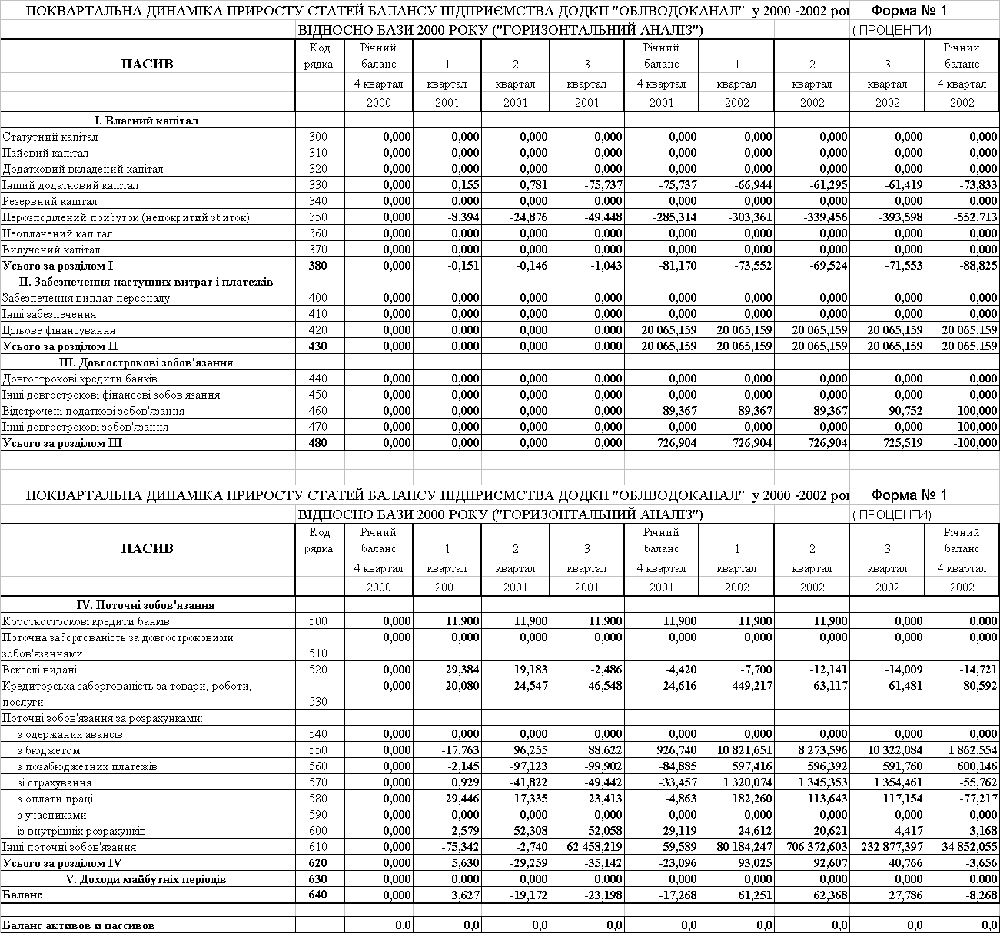 ПОКВАРТАЛЬНА ДИНАМІКА ПРИРОСТУ СТАТЕЙ БАЛАНСУ ПІДПРИЄМСТВА ДОДКП "ОБЛВОДОКАНАЛ" у 2000 -2002 рок Форма № 1
ВІДНОСНО БАЗИ 2000 РОКУ ("ГОРИЗОНТАЛЬНИЙ АНАЛІЗ") ( ПРОЦЕНТИ)
Код Річний Річний Річний
ПАСИВ рядка баланс 1 2 3 баланс 1 2 3 баланс
4 квартал квартал квартал квартал 4 квартал квартал квартал квартал 4 квартал
2000 2001 2001 2001 2001 2002 2002 2002 2002
I. Власний капітал
Статутний капітал 300 0,000 0,000 0,000 0,000 0,000 0,000 0,000 0,000 0,000
Пайовий капітал 310 0,000 0,000 0,000 0,000 0,000 0,000 0,000 0,000 0,000
Додатковий вкладений капітал 320 0,000 0,000 0,000 0,000 0,000 0,000 0,000 0,000 0,000
Інший додатковий капітал 330 0,000 0,155 0,781 -75,737 -75,737 -66,944 -61,295 -61,419 -73,833
Резервний капітал 340 0,000 0,000 0,000 0,000 0,000 0,000 0,000 0,000 0,000
Нерозподілений прибуток (непокритий збиток) 350 0,000 -8,394 -24,876 -49,448 -285,314 -303,361 -339,456 -393,598 -552,713
Неоплачений капітал 360 0,000 0,000 0,000 0,000 0,000 0,000 0,000 0,000 0,000
Вилучений капітал 370 0,000 0,000 0,000 0,000 0,000 0,000 0,000 0,000 0,000
Усього за розділом I 380 0,000 -0,151 -0,146 -1,043 -81,170 -73,552 -69,524 -71,553 -88,825
II. Забезпечення наступних витрат і платежів
Забезпечення виплат персоналу 400 0,000 0,000 0,000 0,000 0,000 0,000 0,000 0,000 0,000
Інші забезпечення 410 0,000 0,000 0,000 0,000 0,000 0,000 0,000 0,000 0,000
Цільове фінансування 420 0,000 0,000 0,000 0,000 20 065,159 20 065,159 20 065,159 20 065,159 20 065,159
Усього за розділом II 430 0,000 0,000 0,000 0,000 20 065,159 20 065,159 20 065,159 20 065,159 20 065,159
III. Довгострокові зобов'язання
Довгострокові кредити банків 440 0,000 0,000 0,000 0,000 0,000 0,000 0,000 0,000 0,000
Інші довгострокові фінансові зобов'язання 450 0,000 0,000 0,000 0,000 0,000 0,000 0,000 0,000 0,000
Відстрочені податкові зобов'язання 460 0,000 0,000 0,000 0,000 -89,367 -89,367 -89,367 -90,752 -100,000
Інші довгострокові зобов'язання 470 0,000 0,000 0,000 0,000 0,000 0,000 0,000 0,000 -100,000
Усього за розділом III 480 0,000 0,000 0,000 0,000 726,904 726,904 726,904 725,519 -100,000
ПОКВАРТАЛЬНА ДИНАМІКА ПРИРОСТУ СТАТЕЙ БАЛАНСУ ПІДПРИЄМСТВА ДОДКП "ОБЛВОДОКАНАЛ" у 2000 -2002 рок Форма № 1
ВІДНОСНО БАЗИ 2000 РОКУ ("ГОРИЗОНТАЛЬНИЙ АНАЛІЗ") ( ПРОЦЕНТИ)
Код Річний Річний Річний
ПАСИВ рядка баланс 1 2 3 баланс 1 2 3 баланс
4 квартал квартал квартал квартал 4 квартал квартал квартал квартал 4 квартал
2000 2001 2001 2001 2001 2002 2002 2002 2002
IV. Поточні зобов'язання
Короткострокові кредити банків 500 0,000 11,900 11,900 11,900 11,900 11,900 11,900 0,000 0,000
Поточна заборгованість за довгостроковими 0,000 0,000 0,000 0,000 0,000 0,000 0,000 0,000 0,000
зобов'язаннями 510
Векселі видані 520 0,000 29,384 19,183 -2,486 -4,420 -7,700 -12,141 -14,009 -14,721
Кредиторська заборгованість за товари, роботи, 0,000 20,080 24,547 -46,548 -24,616 449,217 -63,117 -61,481 -80,592
послуги 530
Поточні зобов'язання за розрахунками:
з одержаних авансів 540 0,000 0,000 0,000 0,000 0,000 0,000 0,000 0,000 0,000
з бюджетом 550 0,000 -17,763 96,255 88,622 926,740 10 821,651 8 273,596 10 322,084 1 862,554
з позабюджетних платежів 560 0,000 -2,145 -97,123 -99,902 -84,885 597,416 596,392 591,760 600,146
зі страхування 570 0,000 0,929 -41,822 -49,442 -33,457 1 320,074 1 345,353 1 354,461 -55,762
з оплати праці 580 0,000 29,446 17,335 23,413 -4,863 182,260 113,643 117,154 -77,217
з учасниками 590 0,000 0,000 0,000 0,000 0,000 0,000 0,000 0,000 0,000
із внутрішніх розрахунків 600 0,000 -2,579 -52,308 -52,058 -29,119 -24,612 -20,621 -4,417 3,168
Інші поточні зобов'язання 610 0,000 -75,342 -2,740 62 458,219 59,589 80 184,247 706 372,603 232 877,397 34 852,055
Усього за розділом IV 620 0,000 5,630 -29,259 -35,142 -23,096 93,025 92,607 40,766 -3,656
V. Доходи майбутніх періодів 630 0,000 0,000 0,000 0,000 0,000 0,000 0,000 0,000 0,000
Баланс 640 0,000 3,627 -19,172 -23,198 -17,268 61,251 62,368 27,786 -8,268
Баланс активов и пассивов 0,0 0,0 0,0 0,0 0,0 0,0 0,0 0,0 0,0